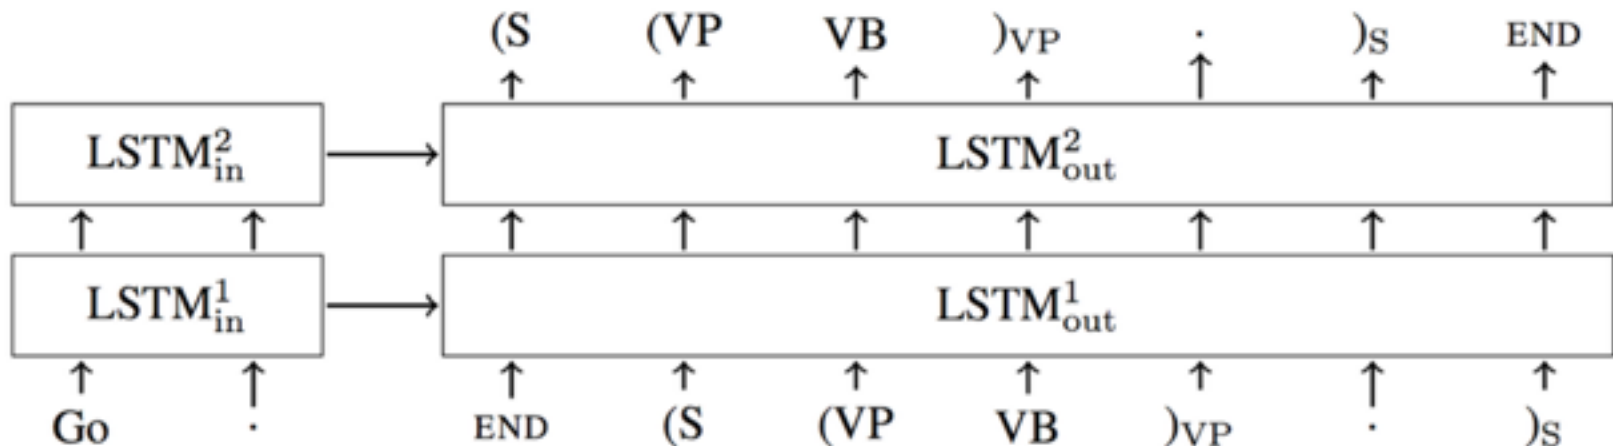 (S (VP VB )VP . )S END
LSTM²in LSTM²out
LSTM¹in LSTM¹out
Go . END (S (VP VB )VP . )S